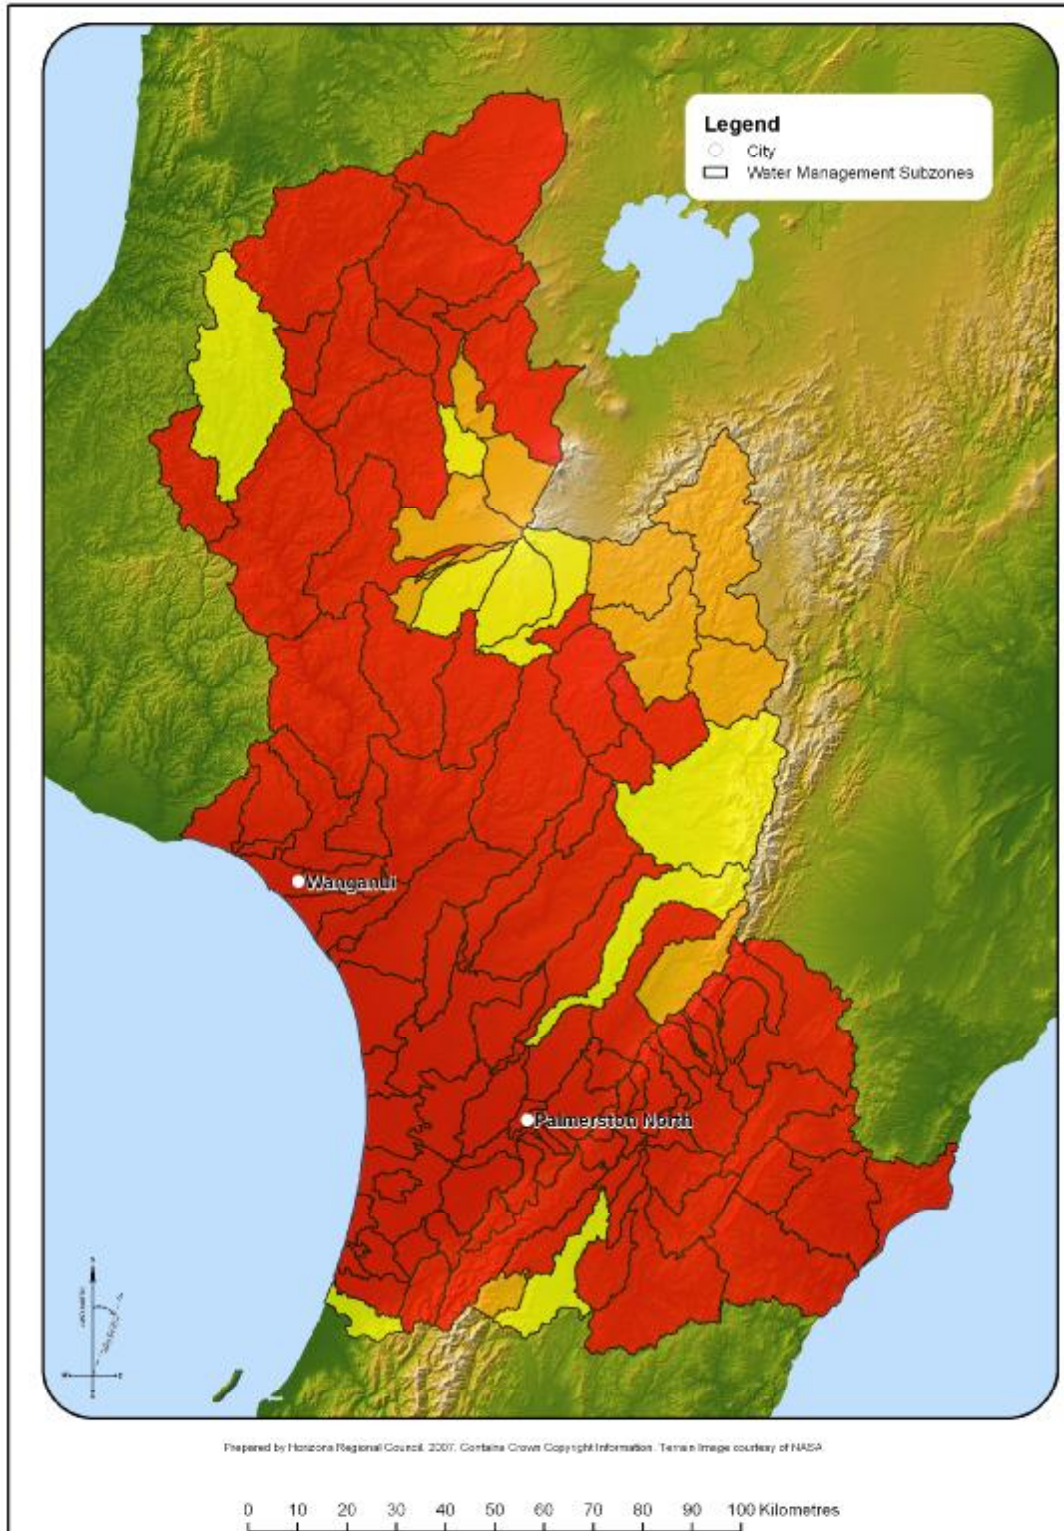 Legend
City
Water Management Subzones
Wanganui
Palmerston North
Prepared by Horizons Regional Council. 2007. Contains Crown Copyright Information. Terrain Image courtesy of NASA
0 10 20 30 40 50 60 70 80 90 100 Kilometres